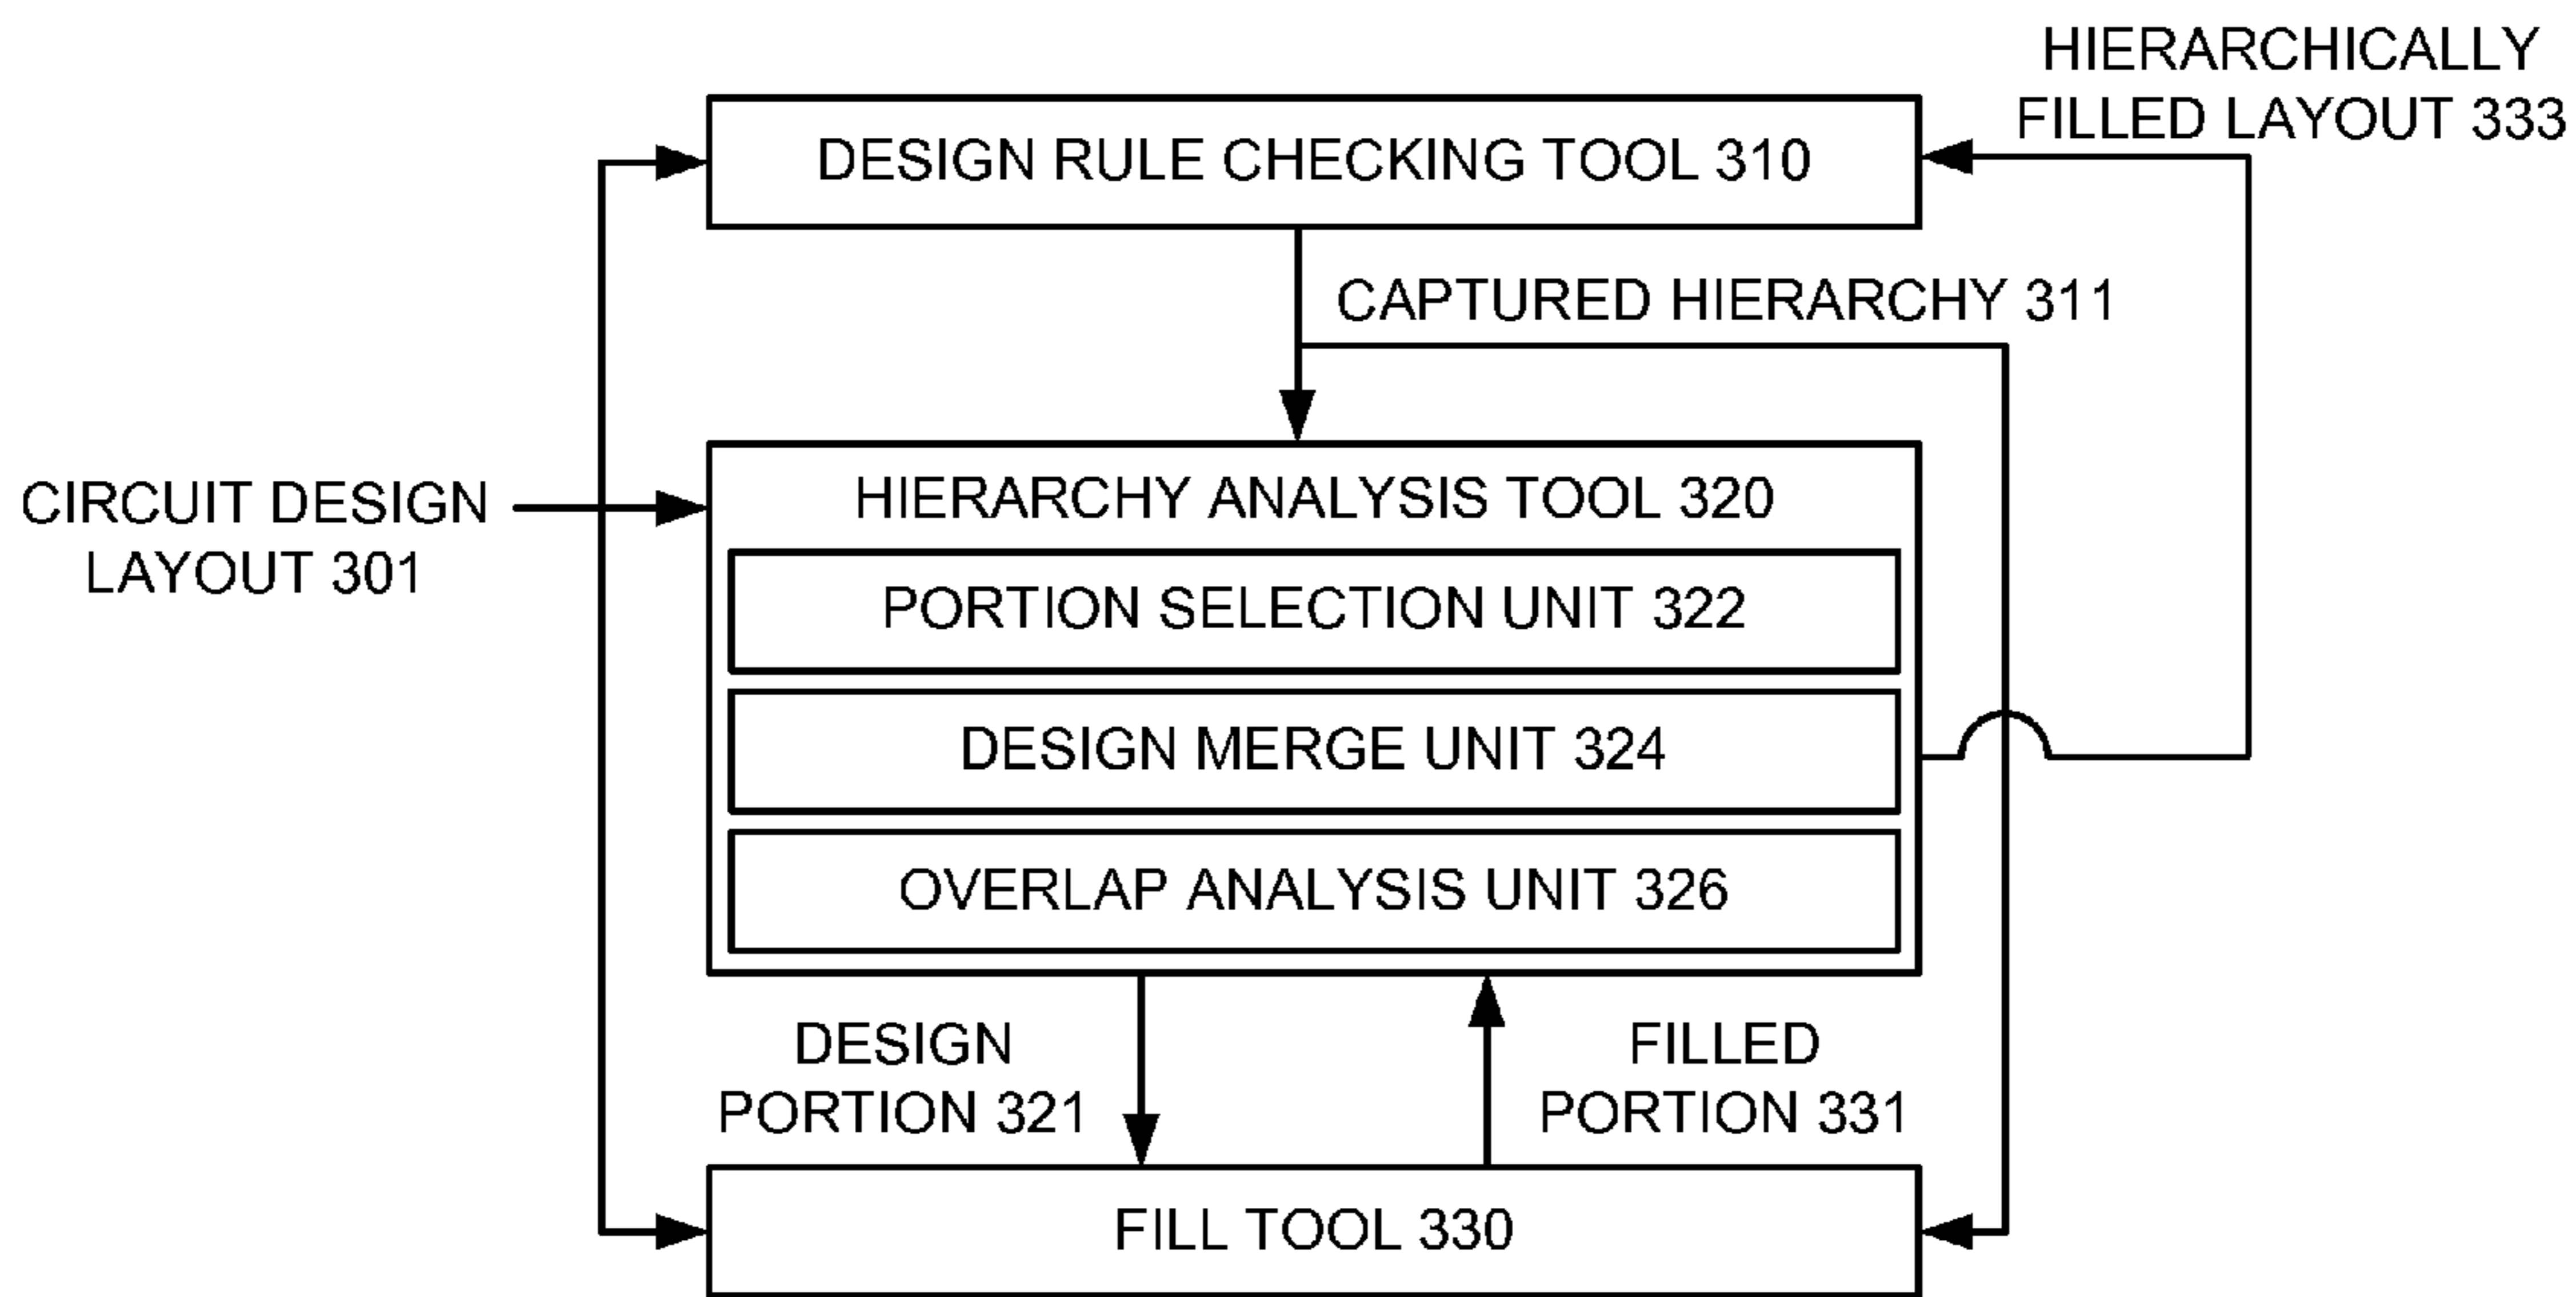 HIERARCHICALLY
FILLED LAYOUT 333
DESIGN RULE CHECKING TOOL 310
CAPTURED HIERARCHY 311
CIRCUIT DESIGN
LAYOUT 301
HIERARCHY ANALYSIS TOOL 320
PORTION SELECTION UNIT 322
DESIGN MERGE UNIT 324
OVERLAP ANALYSIS UNIT 326
DESIGN
PORTION 321
FILLED
PORTION 331
FILL TOOL 330